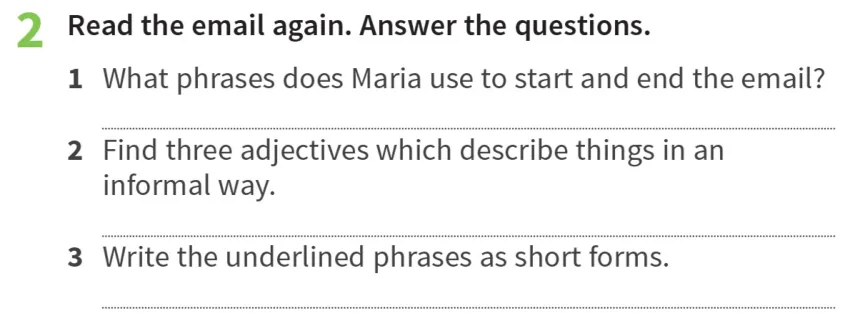 2 Read the email again. Answer the questions.
1 What phrases does Maria use to start and end the email?
2 Find three adjectives which describe things in an
informal way.
3 Write the underlined phrases as short forms.